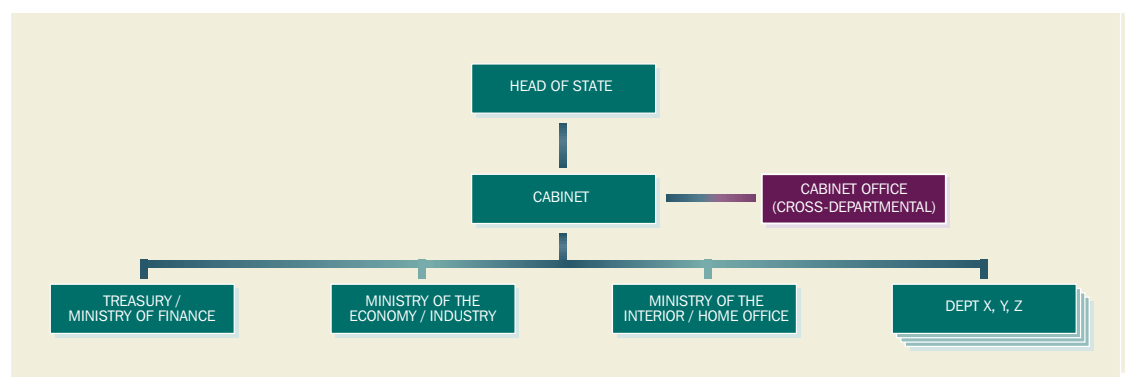 HEAD OF STATE
CABINET
CABINET OFFICE
(CROSS-DEPARTMENTAL)
TREASURY /
MINISTRY OF FINANCE
MINISTRY OF THE
ECONOMY / INDUSTRY
MINISTRY OF THE
INTERIOR / HOME OFFICE
DEPT X, Y, Z